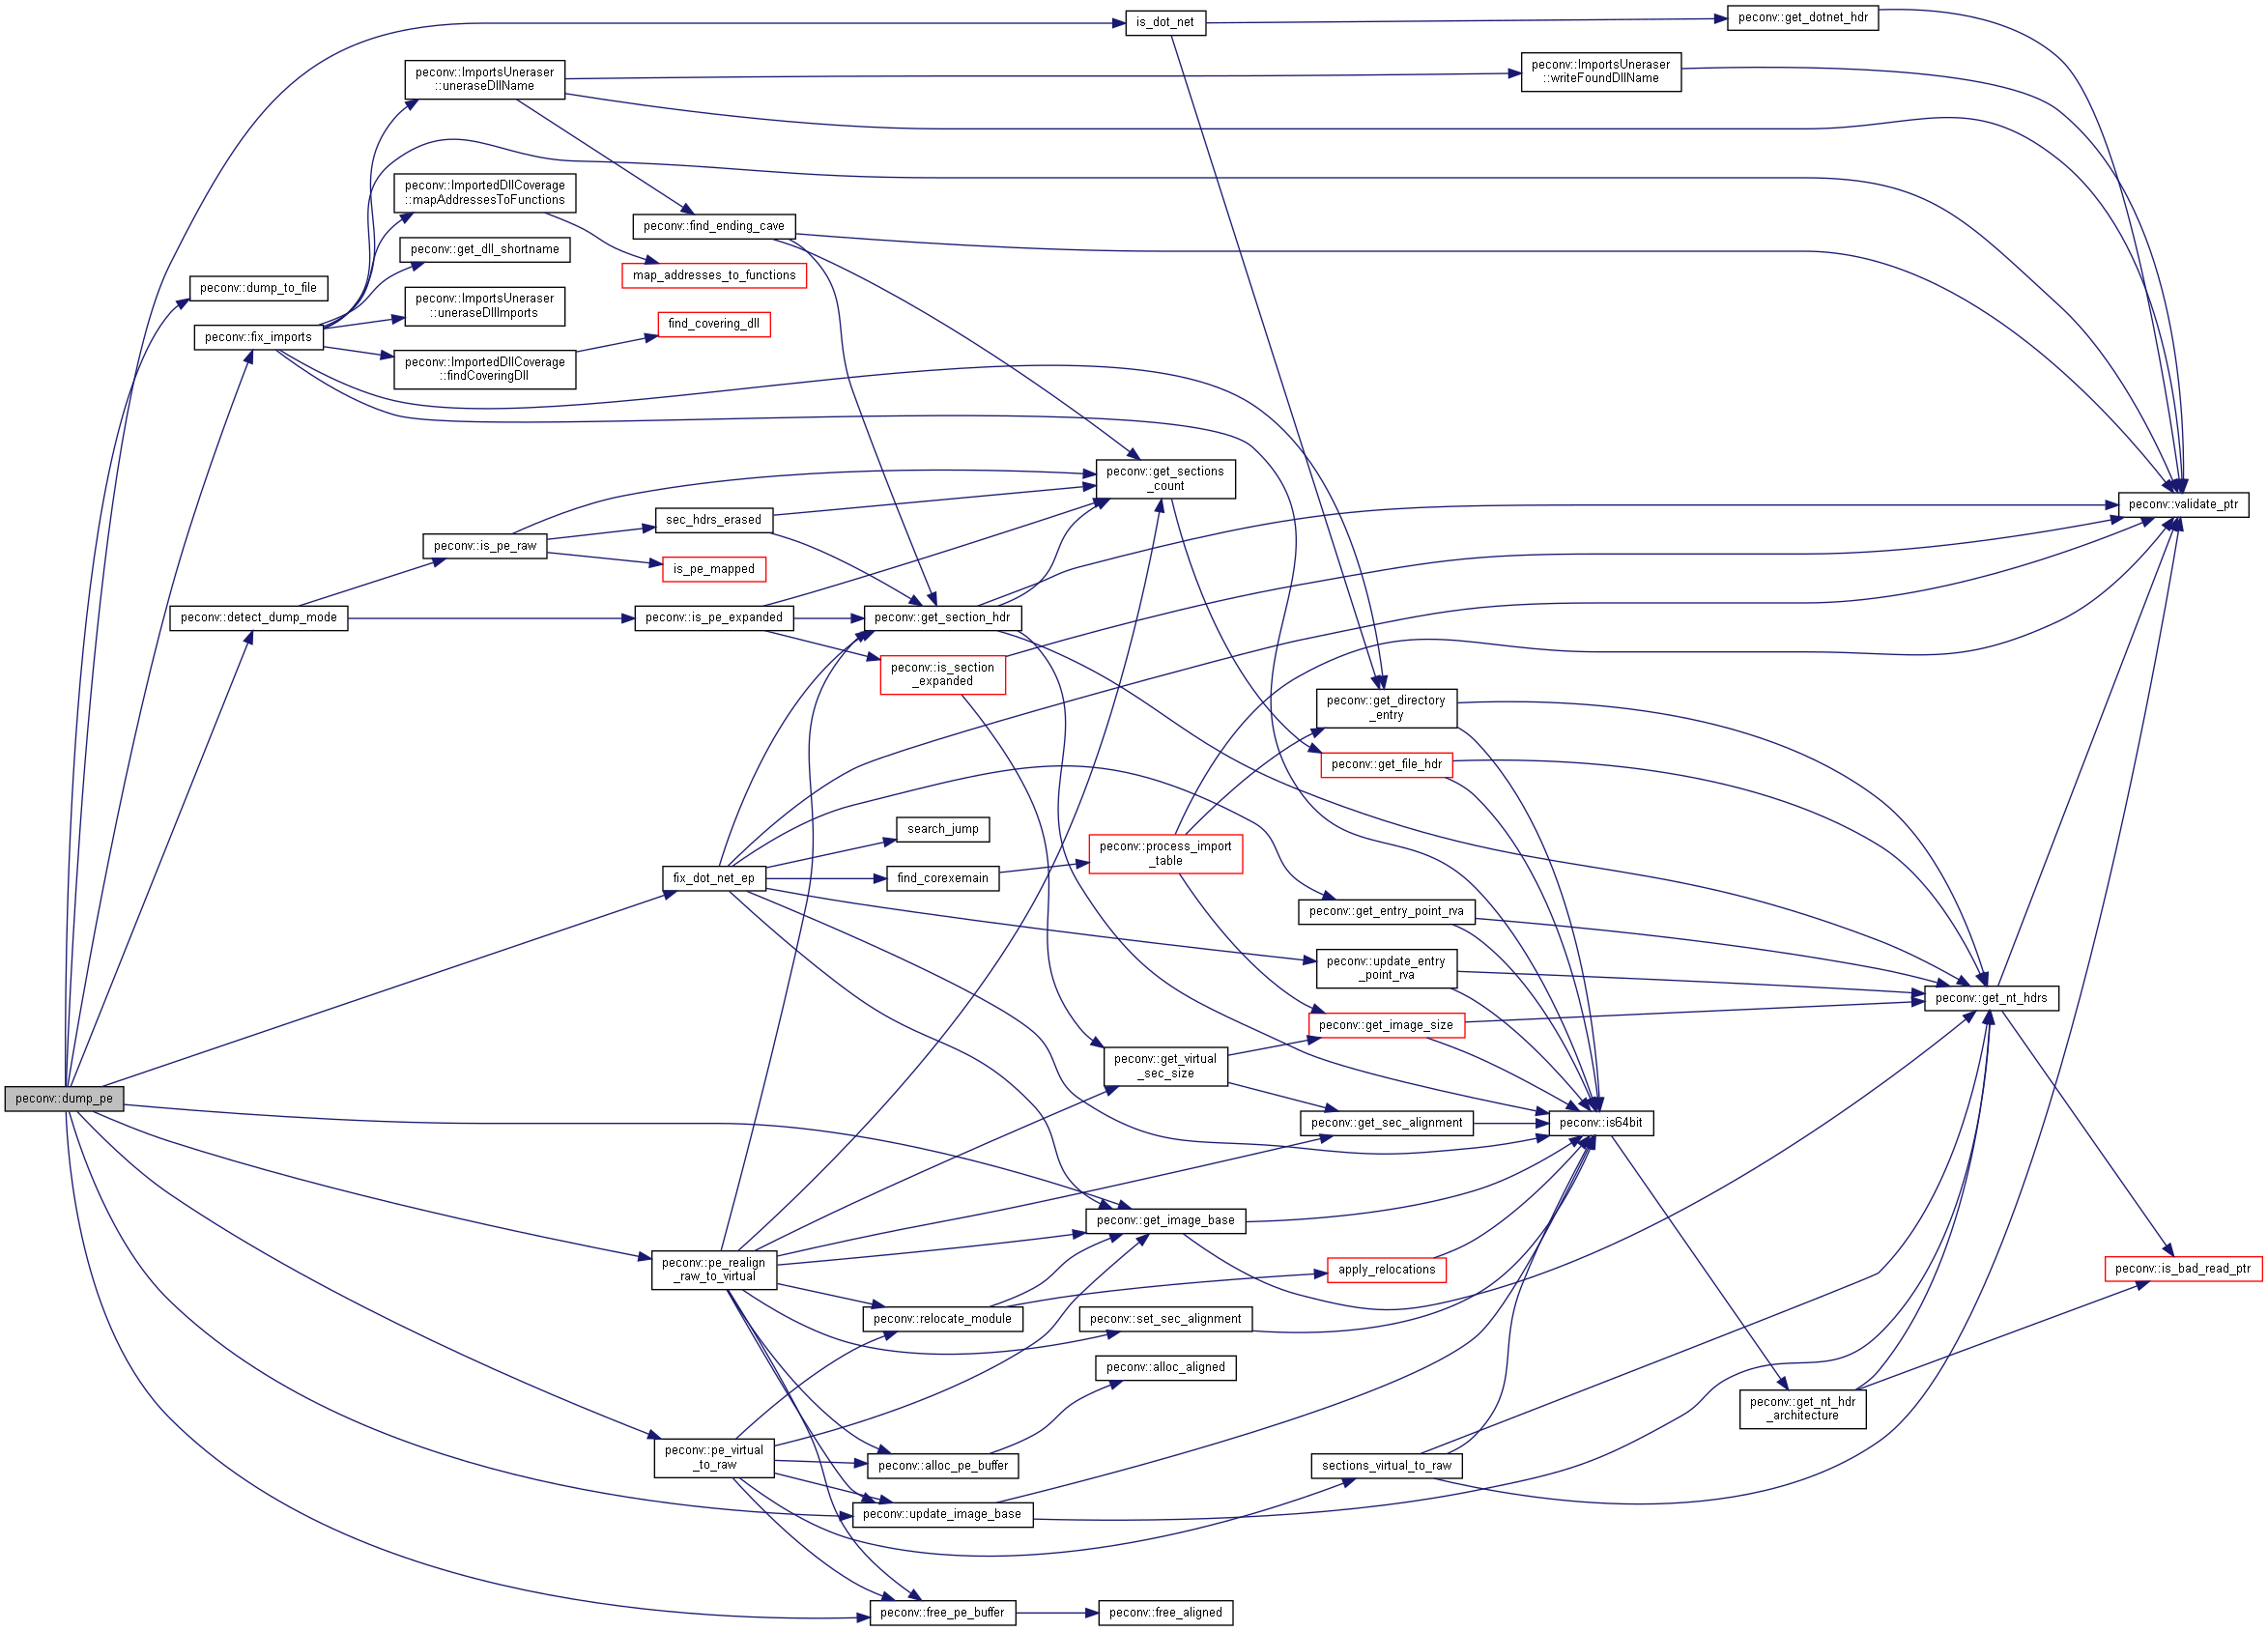 is_dot_net
peconv::get_dotnet_hdr
peconv::ImportsUneraser
::uneraseDllName
peconv::ImportsUneraser
::writeFoundDllName
peconv::ImportedDllCoverage
::mapAddressesToFunctions
peconv::find_ending_cave
peconv::get_dll_shortname
map_addresses_to_functions
peconv::dump_to_file
peconv::ImportsUneraser
::uneraseDllImports
peconv::fix_imports
find_covering_dll
peconv::ImportedDllCoverage
::findCoveringDll
peconv::get_sections
_count
peconv::validate_ptr
sec_hdrs_erased
peconv::is_pe_raw
is_pe_mapped
peconv::detect_dump_mode
peconv::is_pe_expanded
peconv::get_section_hdr
peconv::is_section
_expanded
peconv::get_directory
_entry
peconv::get_file_hdr
search_jump
peconv::process_import
_table
fix_dot_net_ep
find_corexemain
peconv::get_entry_point_rva
peconv::update_entry
_point_rva
peconv::get_nt_hdrs
peconv::get_image_size
peconv::get_virtual
_sec_size
peconv::dump_pe
peconv::get_sec_alignment
peconv::is64bit
peconv::get_image_base
peconv::pe_realign
_raw_to_virtual
apply_relocations
peconv::is_bad_read_ptr
peconv::relocate_module
peconv::set_sec_alignment
peconv::alloc_aligned
peconv::get_nt_hdr
_architecture
peconv::pe_virtual
_to_raw
peconv::alloc_pe_buffer
sections_virtual_to_raw
peconv::update_image_base
peconv::free_pe_buffer
peconv::free_aligned